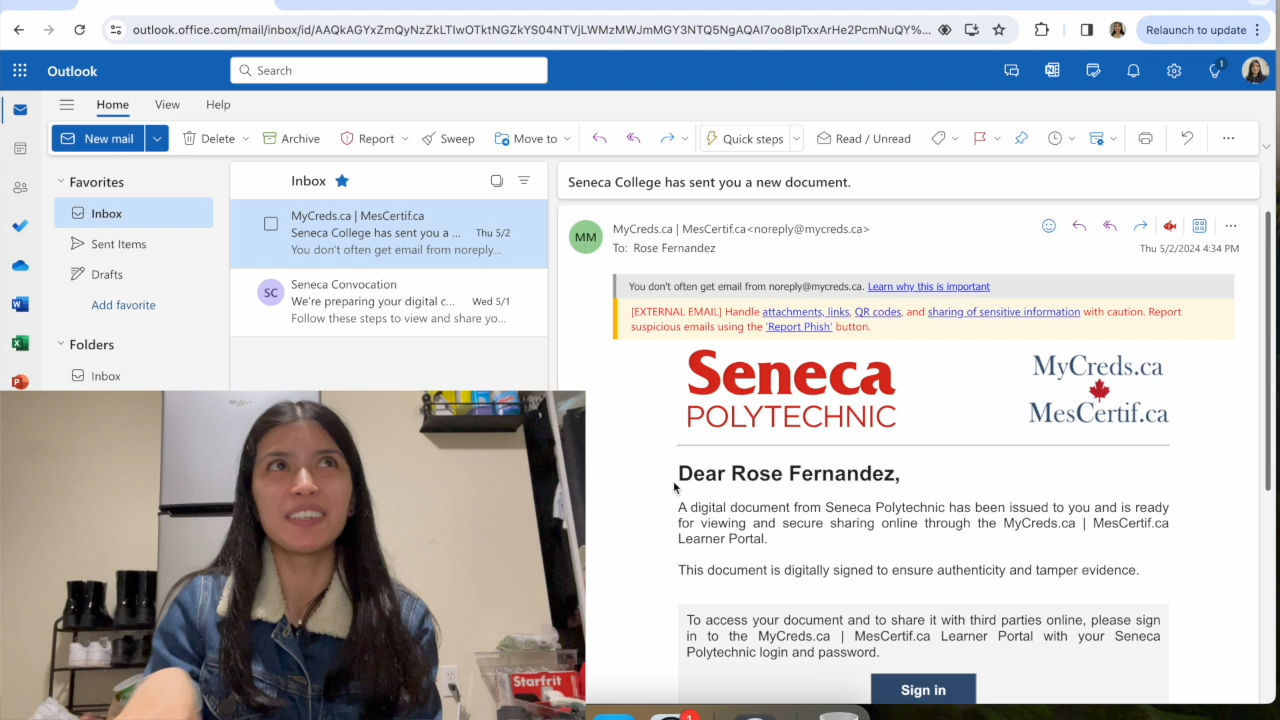 outlook.office.com/mail/inbox/id/AAQkAGYxZmQyNzZkLTIwOTktNGZkYS04NTVjLWMzMWJmMGY3NTQ5NgAQAI7oo8IpTxxArHe2PcmNuQY%...
Relaunch to update
Outlook
Search
1
Home
View
Help
New mail
Delete
Archive
Report
Sweep
Move to
Quick steps
Read / Unread
Favorites
Inbox
Sent Items
Drafts
Add favorite
Folders
Inbox
Inbox
MyCreds.ca | MesCertif.ca
Seneca College has sent you a ... Thu 5/2
You don't often get email from noreply...
SC
Seneca Convocation
We're preparing your digital c... Wed 5/1
Follow these steps to view and share yo...
Seneca College has sent you a new document.
MM
MyCreds.ca | MesCertif.ca<noreply@mycreds.ca>
To: Rose Fernandez
Thu 5/2/2024 4:34 PM
You don't often get email from noreply@mycreds.ca. Learn why this is important
[EXTERNAL EMAIL] Handle attachments, links, QR codes, and sharing of sensitive information with caution. Report
suspicious emails using the 'Report Phish' button.
Seneca
POLYTECHNIC
MyCreds.ca
MesCertif.ca
Dear Rose Fernandez,
A digital document from Seneca Polytechnic has been issued to you and is ready
for viewing and secure sharing online through the MyCreds.ca | MesCertif.ca
Learner Portal.
This document is digitally signed to ensure authenticity and tamper evidence.
To access your document and to share it with third parties online, please sign
in to the MyCreds.ca | MesCertif.ca Learner Portal with your Seneca
Polytechnic login and password.
Sign in
Starfrit
1